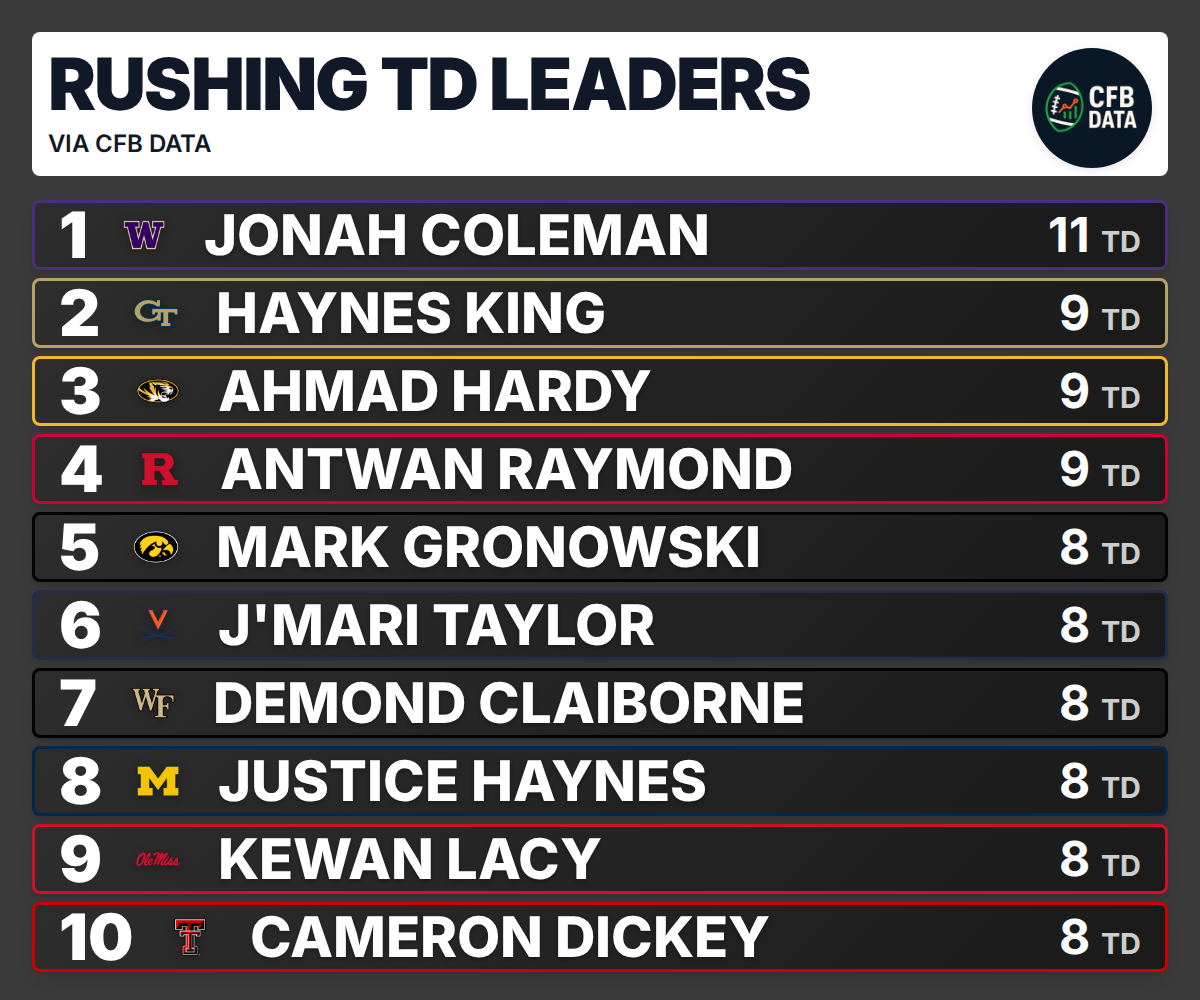 RUSHING TD LEADERS
VIA CFB DATA
CFB
DATA
1 W JONAH COLEMAN 11 TD
2 GT HAYNES KING 9 TD
3 AHMAD HARDY 9 TD
4 R ANTWAN RAYMOND 9 TD
5 MARK GRONOWSKI 8 TD
6 V J'MARI TAYLOR 8 TD
7 WF DEMOND CLAIBORNE 8 TD
8 M JUSTICE HAYNES 8 TD
9 Ole Miss KEWAN LACY 8 TD
10 TT CAMERON DICKEY 8 TD